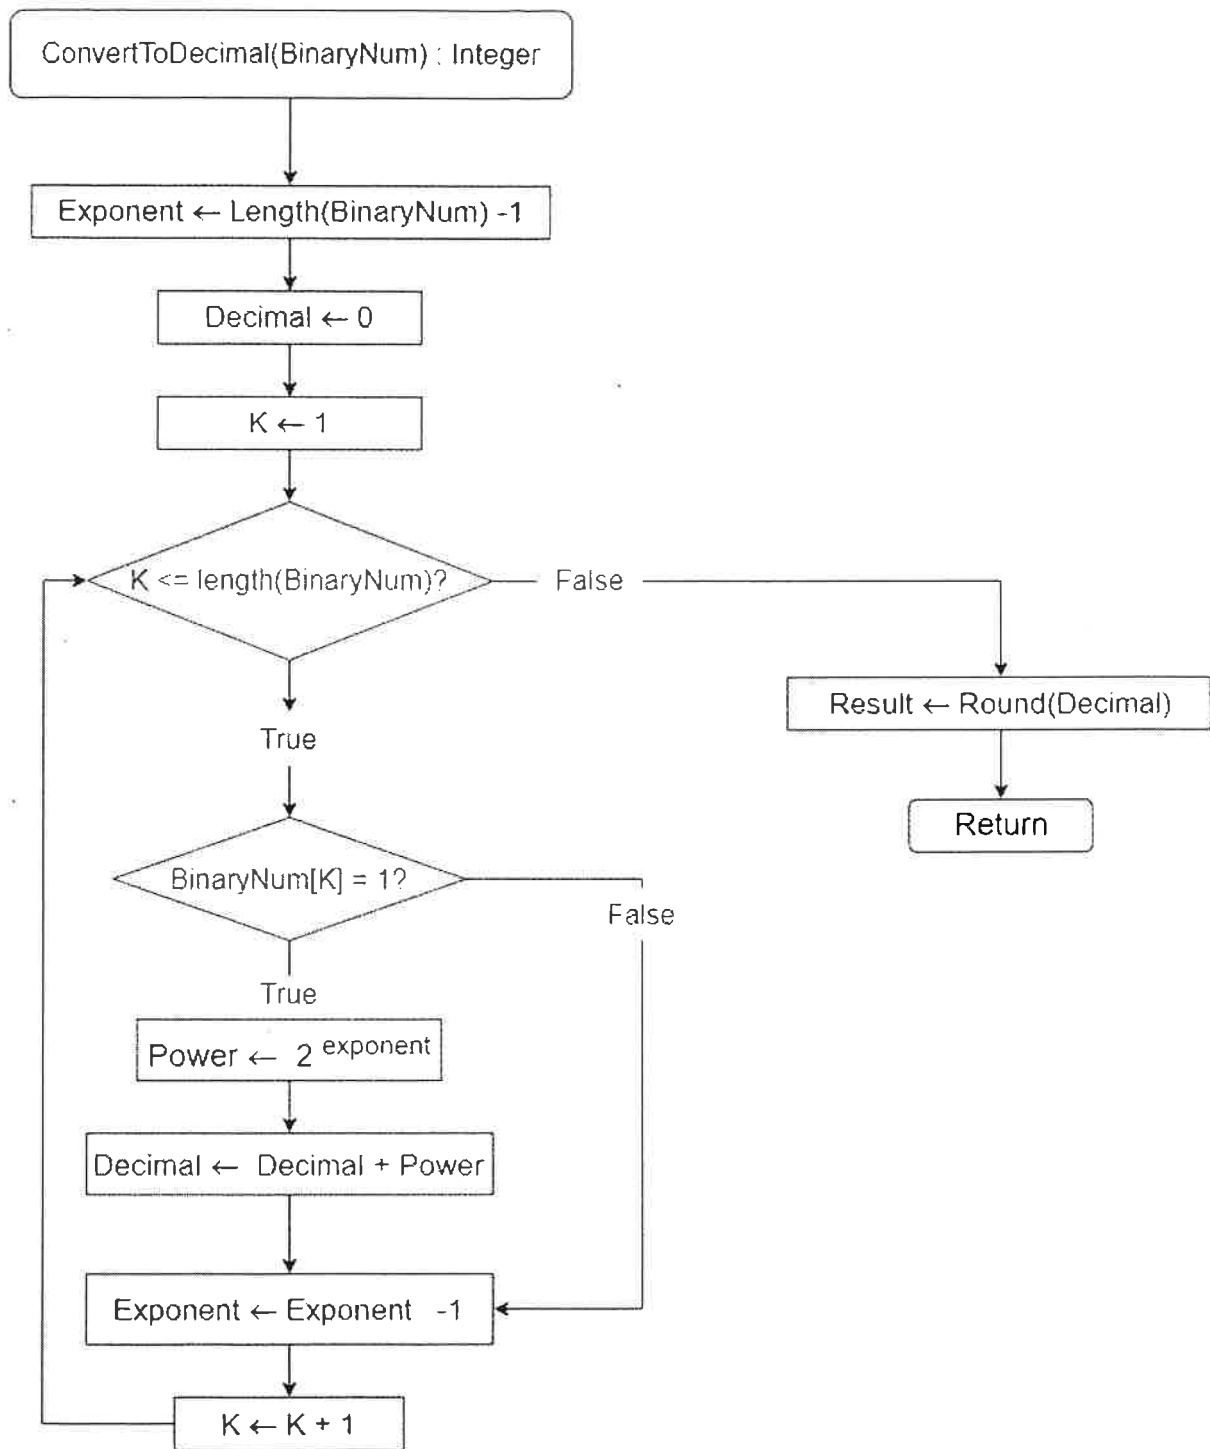 ConvertToDecimal(BinaryNum) : Integer
Exponent ← Length(BinaryNum) -1
Decimal ← 0
K ← 1
K <= length(BinaryNum)?
False
True
Result ← Round(Decimal)
Return
BinaryNum[K] = 1?
False
True
Power ← 2 exponent
Decimal ← Decimal + Power
Exponent ← Exponent -1
K ← K + 1